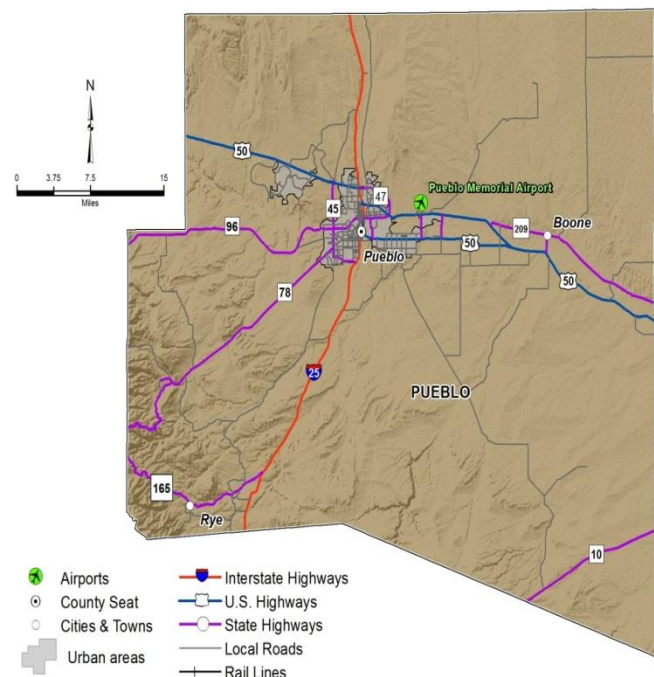 N
0 3.75 7.5 15
Miles
50
47
Pueblo Memorial Airport
45
96
209
Boone
50
Pueblo
50
78
25
PUEBLO
165
Rye
10
Airports
County Seat
Cities & Towns
Urban areas
Interstate Highways
U.S. Highways
State Highways
Local Roads
Rail Lines